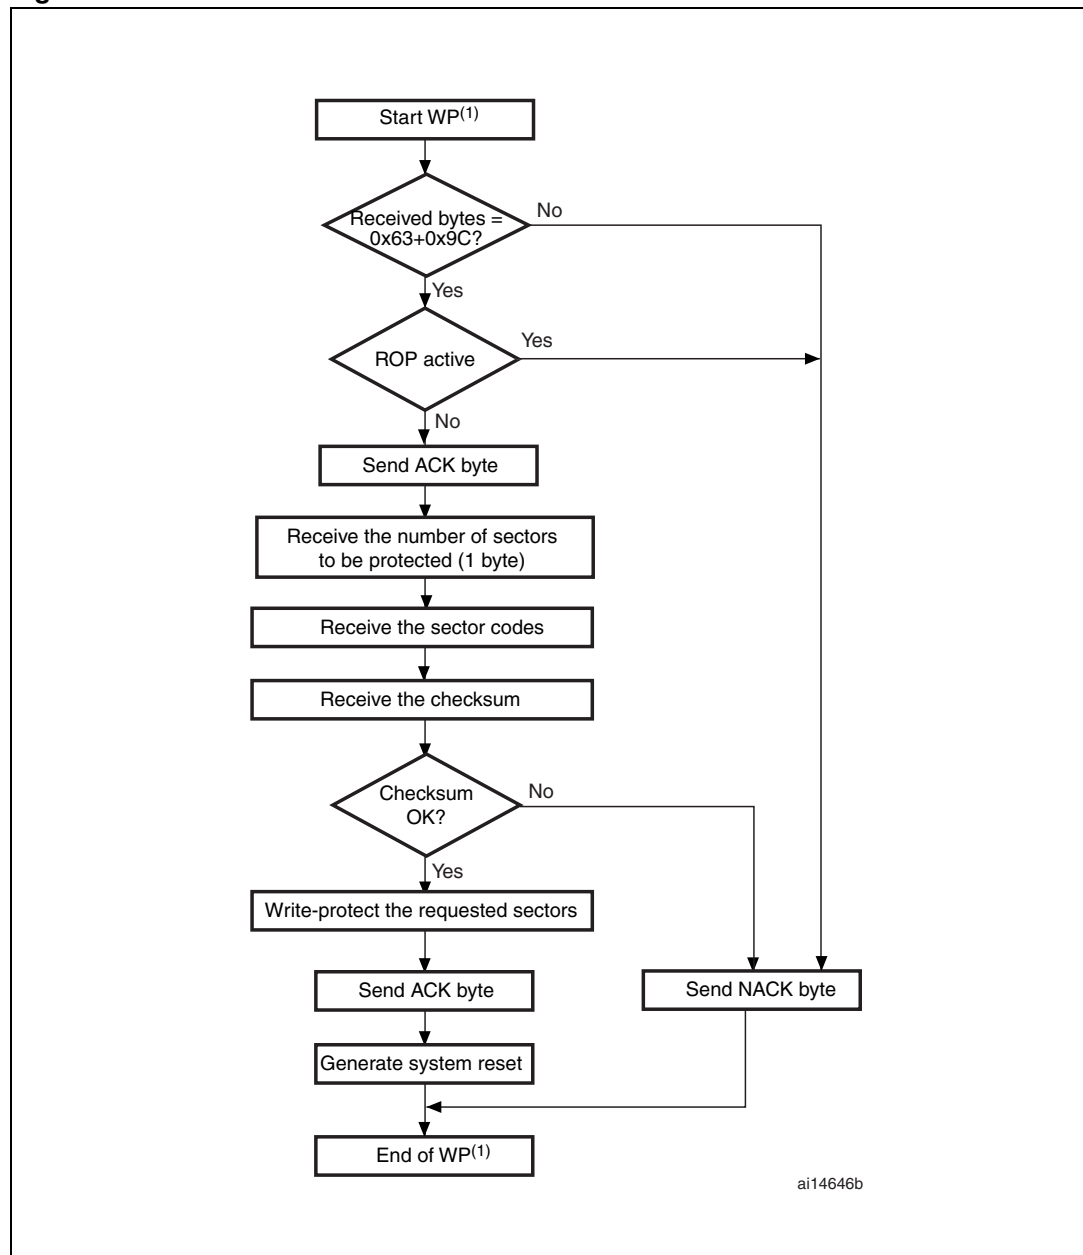 Start WP(1)
Received bytes =
0x63+0x9C?
No
Yes
ROP active
Yes
No
Send ACK byte
Receive the number of sectors
to be protected (1 byte)
Receive the sector codes
Receive the checksum
Checksum
OK?
No
Yes
Write-protect the requested sectors
Send ACK byte
Send NACK byte
Generate system reset
End of WP(1)
ai14646b